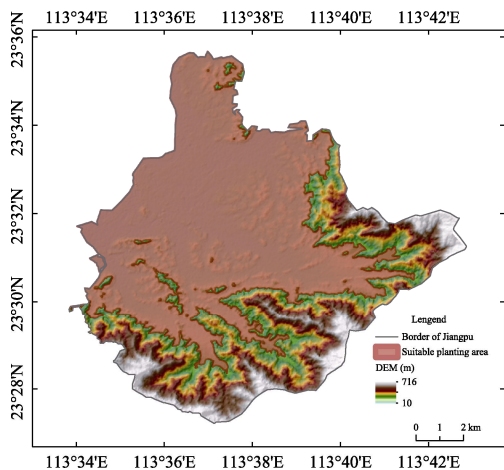 113°34'E 113°36'E 113°38'E 113°40'E 113°42'E
23°36'N
23°34'N
23°32'N
23°30'N
23°28'N
Lengend
Border of Jiangpu
Suitable planting area
DEM (m)
716
10
0 1 2 km
113°34'E 113°36'E 113°38'E 113°40'E 113°42'E